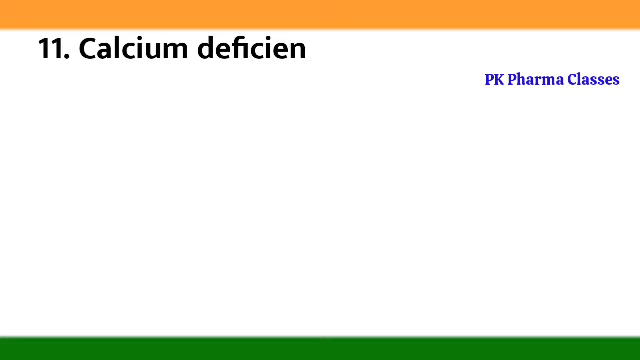 11. Calcium deficien
PK Pharma Classes